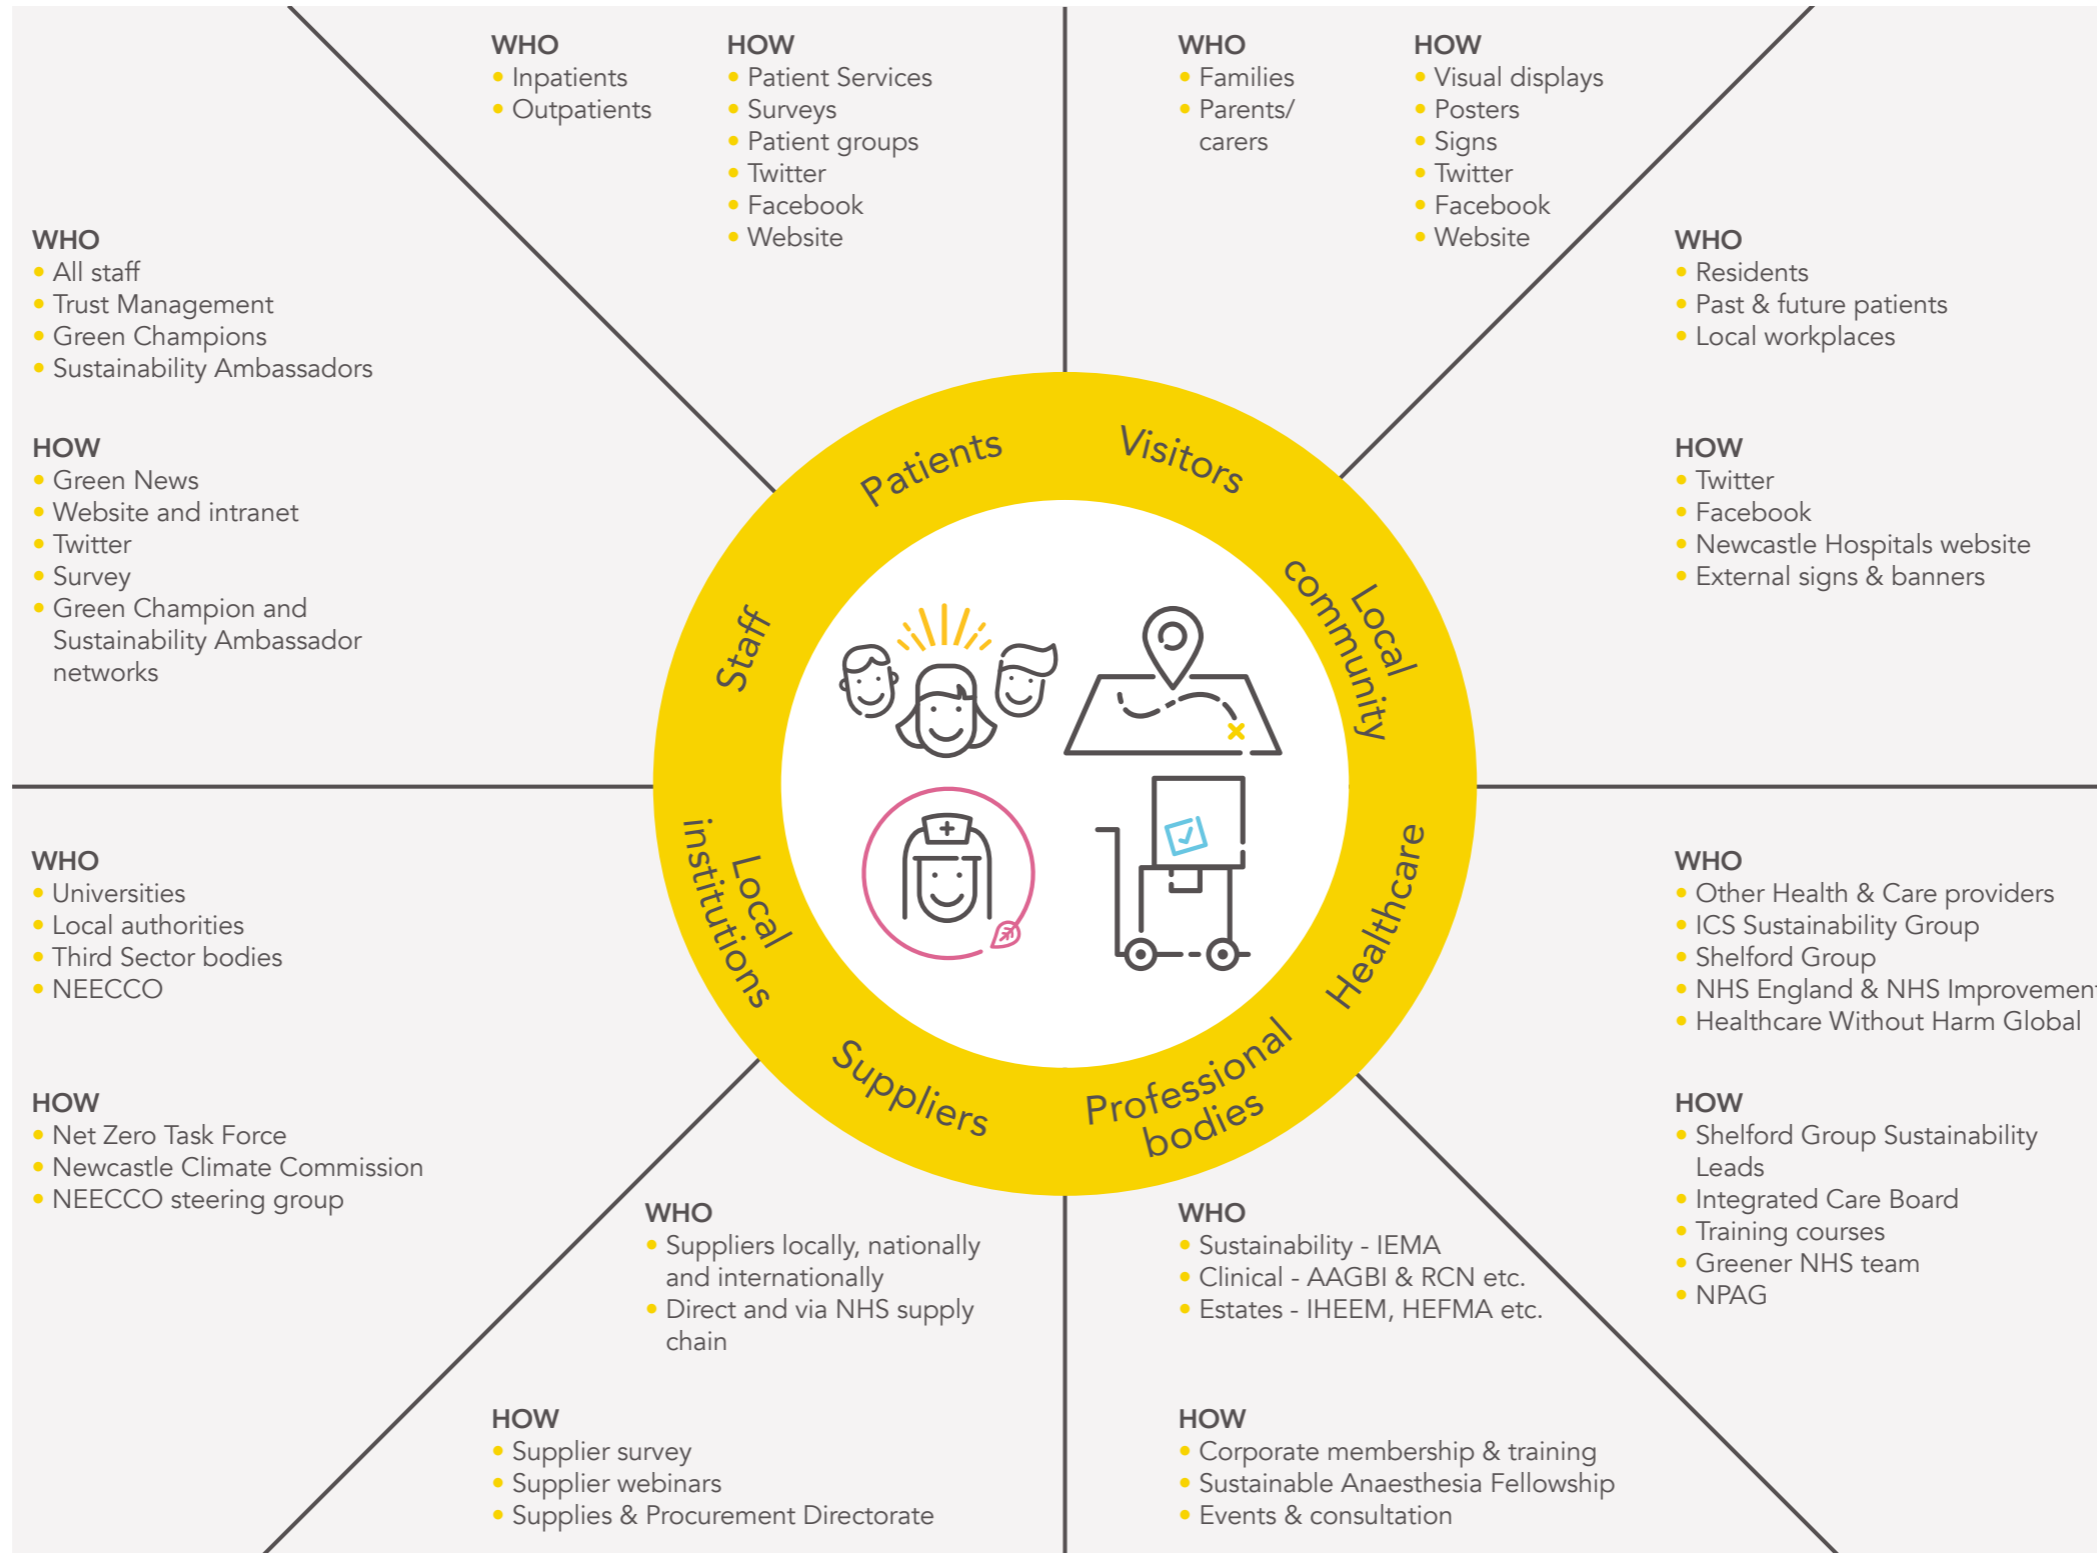 WHO
• Inpatients
• Outpatients
HOW
• Patient Services
• Surveys
• Patient groups
• Twitter
• Facebook
• Website
WHO
• Families
• Parents/
carers
HOW
• Visual displays
• Posters
• Signs
• Twitter
• Facebook
• Website
WHO
• All staff
• Trust Management
• Green Champions
• Sustainability Ambassadors
HOW
• Green News
• Website and intranet
• Twitter
• Survey
• Green Champion and
Sustainability Ambassador
networks
WHO
• Residents
• Past & future patients
• Local workplaces
HOW
• Twitter
• Facebook
• Newcastle Hospitals website
• External signs & banners
Patients
Visitors
Local
community
Healthcare
Professional
bodies
Suppliers
Local
institutions
Staff
WHO
• Universities
• Local authorities
• Third Sector bodies
• NEECCO
HOW
• Net Zero Task Force
• Newcastle Climate Commission
• NEECCO steering group
WHO
• Suppliers locally, nationally
and internationally
• Direct and via NHS supply
chain
HOW
• Supplier survey
• Supplier webinars
• Supplies & Procurement Directorate
WHO
• Sustainability - IEMA
• Clinical - AAGBI & RCN etc.
• Estates - IHEEM, HEFMA etc.
HOW
• Corporate membership & training
• Sustainable Anaesthesia Fellowship
• Events & consultation
WHO
• Other Health & Care providers
• ICS Sustainability Group
• Shelford Group
• NHS England & NHS Improvement
• Healthcare Without Harm Global
HOW
• Shelford Group Sustainability
Leads
• Integrated Care Board
• Training courses
• Greener NHS team
• NPAG